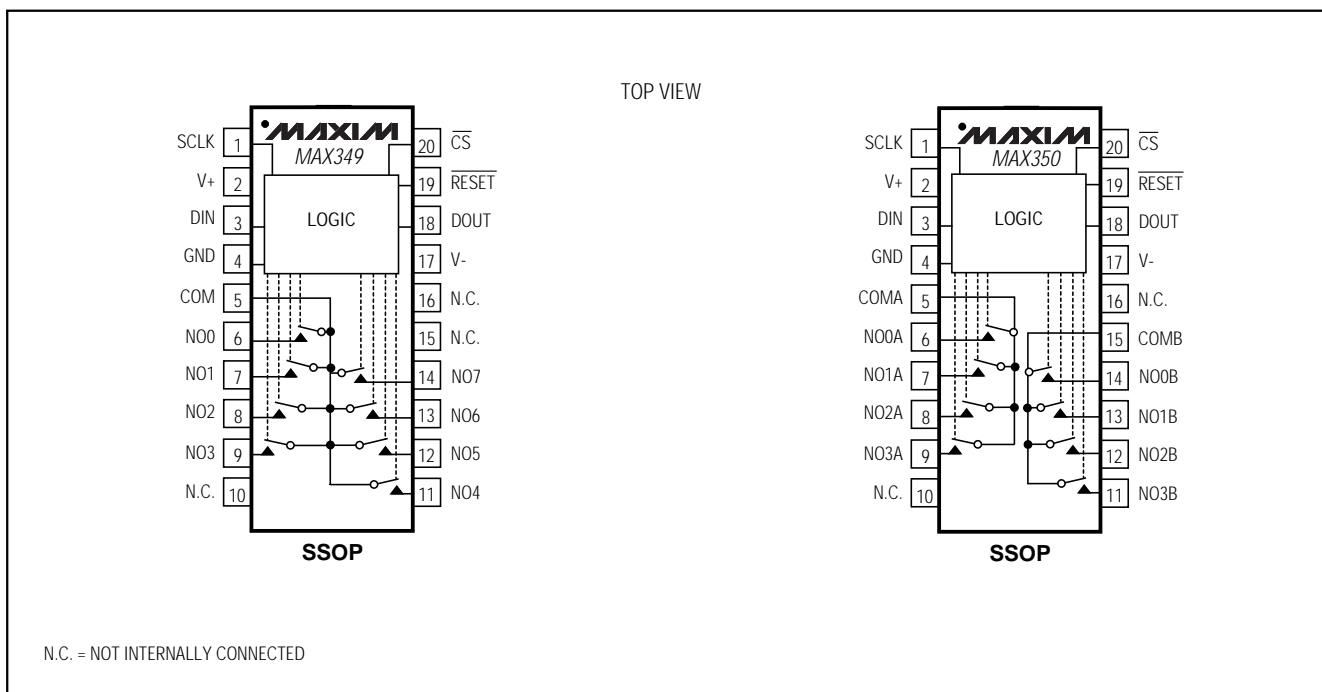 TOP VIEW
MAXIM
MAX349
LOGIC
SCLK 1
V+ 2
DIN 3
GND 4
COM 5
NO0 6
NO1 7
NO2 8
NO3 9
N.C. 10
20 CS
19 RESET
18 DOUT
17 V-
16 N.C.
15 N.C.
14 NO7
13 NO6
12 NO5
11 NO4
SSOP
MAXIM
MAX350
LOGIC
SCLK 1
V+ 2
DIN 3
GND 4
COMA 5
NO0A 6
NO1A 7
NO2A 8
NO3A 9
N.C. 10
20 CS
19 RESET
18 DOUT
17 V-
16 N.C.
15 COMB
14 NO0B
13 NO1B
12 NO2B
11 NO3B
SSOP
N.C. = NOT INTERNALLY CONNECTED